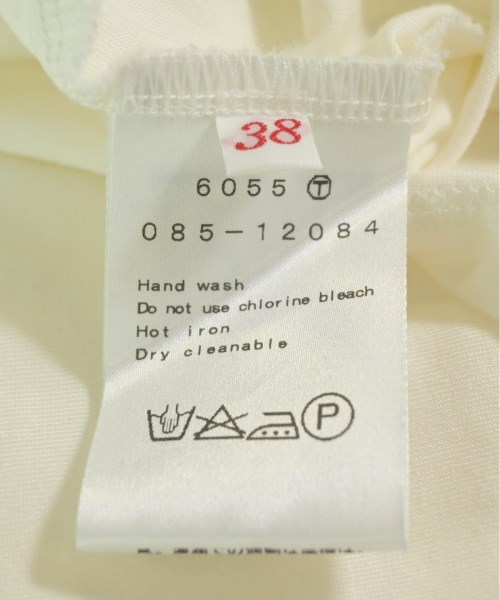 38
6055 Ⓣ
085-12084
Hand wash
Do not use chlorine bleach
Hot iron
Dry cleanable
P